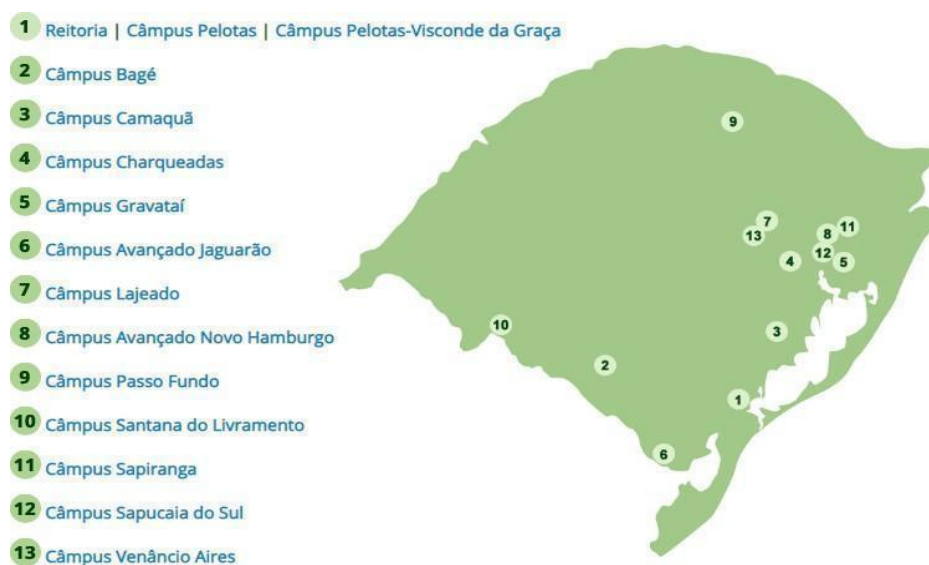 1 Reitoria | Câmpus Pelotas | Câmpus Pelotas-Visconde da Graça
2 Câmpus Bagé
3 Câmpus Camaquã
4 Câmpus Charqueadas
5 Câmpus Gravataí
6 Câmpus Avançado Jaguarão
7 Câmpus Lajeado
8 Câmpus Avançado Novo Hamburgo
9 Câmpus Passo Fundo
10 Câmpus Santana do Livramento
11 Câmpus Sapiranga
12 Câmpus Sapucaia do Sul
13 Câmpus Venâncio Aires
9
7
11
13
8
12
4
5
10
3
2
1
6